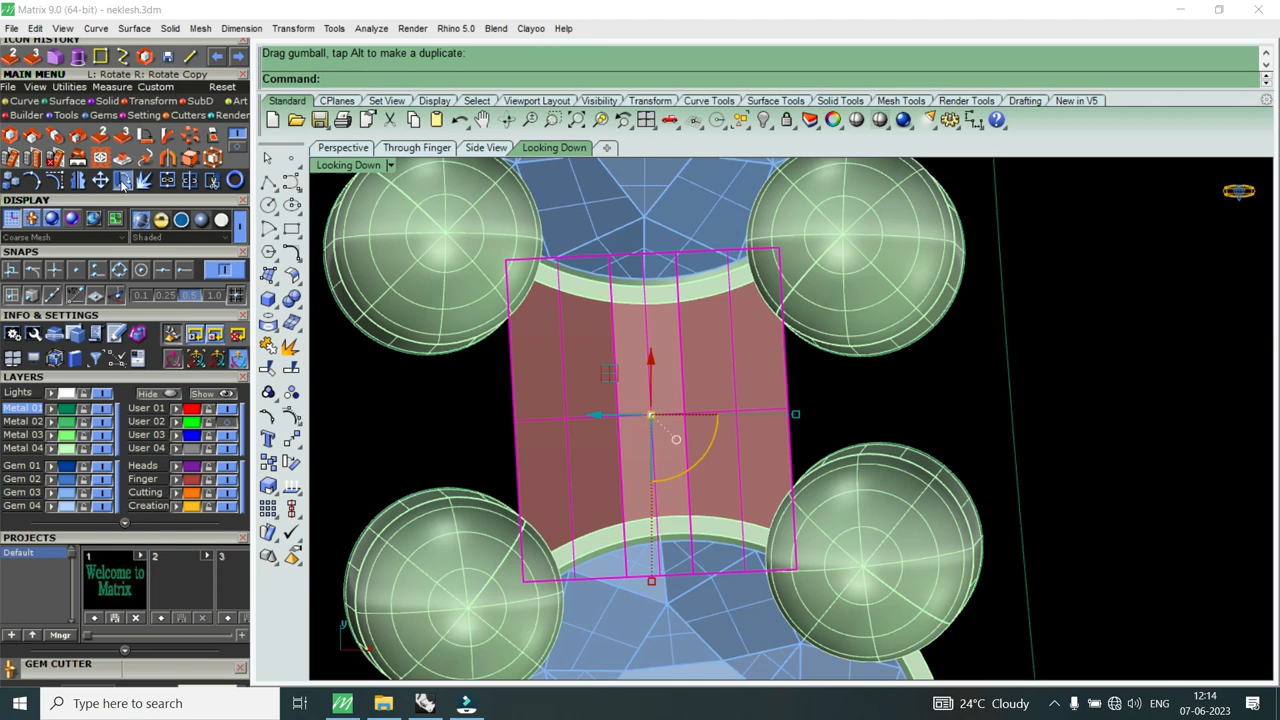 Matrix 9.0 (64-bit) - neklesh.3dm
File Edit View Curve Surface Solid Mesh Dimension Transform Tools Analyze Render Rhino 5.0 Blend Clayoo Help
ICON HISTORY
MAIN MENU L: Rotate R: Rotate Copy
File View Utilities Measure Custom Reset
Curve Surface Solid Transform SubD Art
Builder Tools Gems Setting Cutters Render
DISPLAY
Coarse Mesh Shaded
SNAPS
0.1 0.25 0.5 1.0
INFO & SETTINGS
LAYERS
Lights Hide Show
Metal 01 User 01
Metal 02 User 02
Metal 03 User 03
Metal 04 User 04
Gem 01 Heads
Gem 02 Finger
Gem 03 Cutting
Gem 04 Creation
PROJECTS
Default 1 2 3
Welcome to
Matrix
Mngr
GEM CUTTER
Drag gumball, tap Alt to make a duplicate:
Command:
Standard CPlanes Set View Display Select Viewport Layout Visibility Transform Curve Tools Surface Tools Solid Tools Mesh Tools Render Tools Drafting New in V5
Perspective Through Finger Side View Looking Down
Looking Down
y
Type here to search
24°C Cloudy
ENG
12:14
07-06-2023